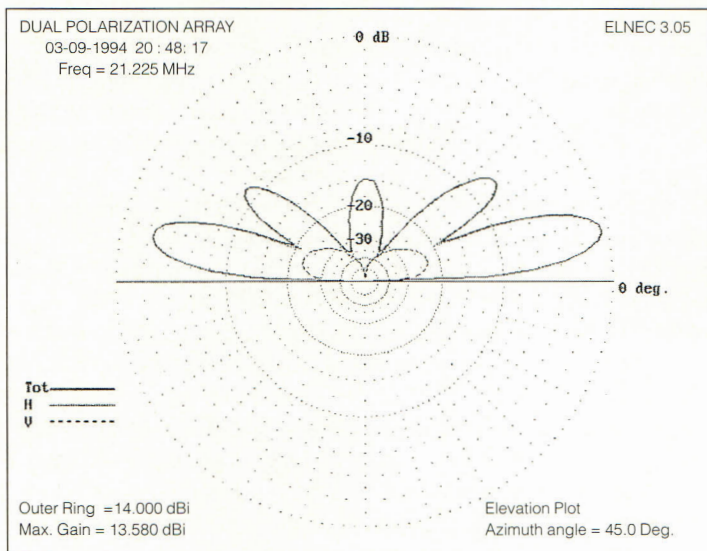 DUAL POLARIZATION ARRAY
03-09-1994 20 : 48: 17
Freq = 21.225 MHz
ELNEC 3.05
0 dB
-10
-20
-30
0 deg.
Tot
H
V
Outer Ring =14.000 dBi
Max. Gain = 13.580 dBi
Elevation Plot
Azimuth angle = 45.0 Deg.